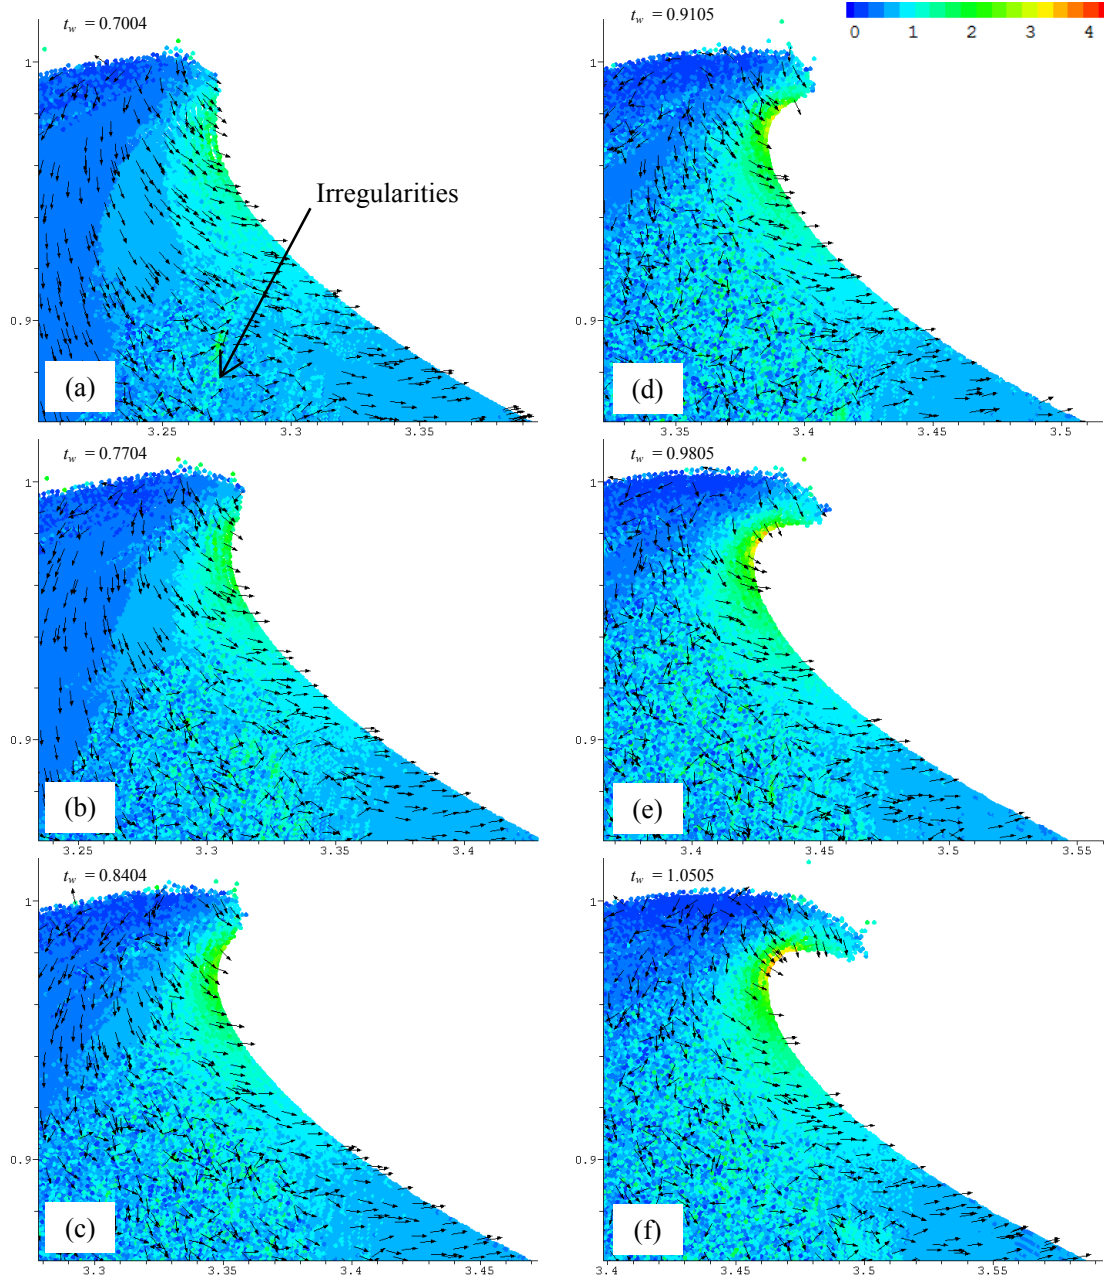 t_w = 0.7004
1
0.9
Irregularities
(a)
3.25 3.3 3.35
t_w = 0.7704
1
0.9
(b)
3.25 3.3 3.35 3.4
t_w = 0.8404
1
0.9
(c)
3.3 3.35 3.4 3.45
t_w = 0.9105
0 1 2 3 4
1
0.9
(d)
3.35 3.4 3.45 3.5
t_w = 0.9805
1
0.9
(e)
3.4 3.45 3.5 3.55
t_w = 1.0505
1
0.9
(f)
3.4 3.45 3.5 3.55